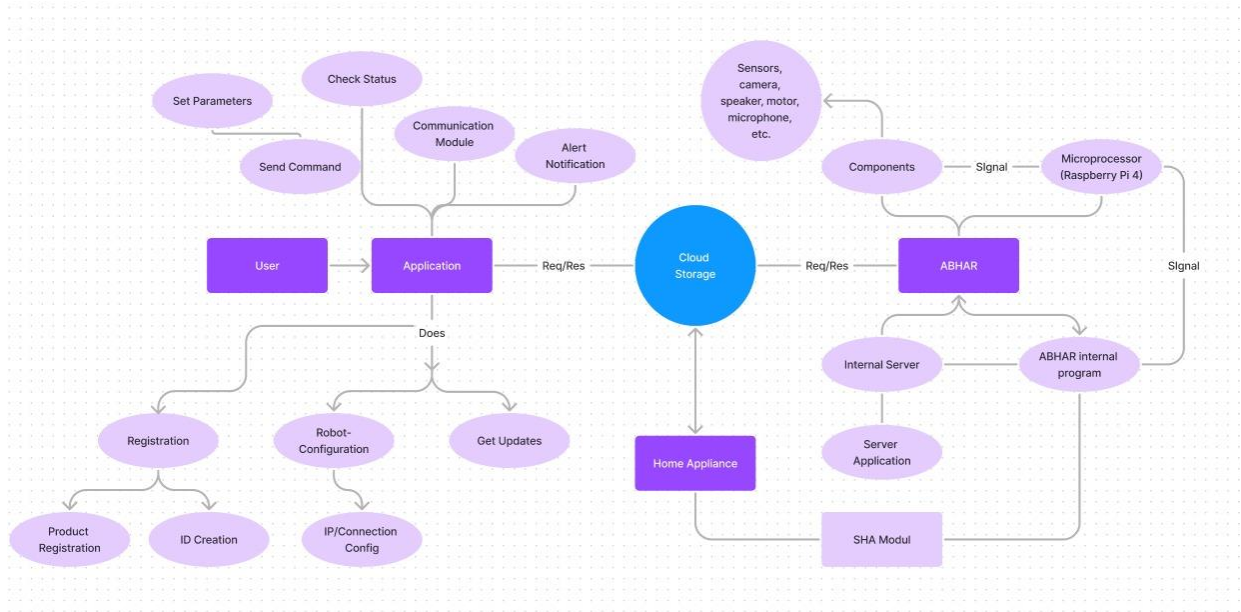 Check Status
Set Parameters
Communication
Module
Alert
Notification
Send Command
Sensors,
camera,
speaker, motor,
microphone,
etc.
Components
SIgnal
Microprocessor
(Raspberry Pi 4)
User
Application
Req/Res
Cloud
Storage
Req/Res
ABHAR
SIgnal
Does
Internal Server
ABHAR internal
program
Registration
Robot-
Configuration
Get Updates
Home Appliance
Server
Application
Product
Registration
ID Creation
IP/Connection
Config
SHA Modul